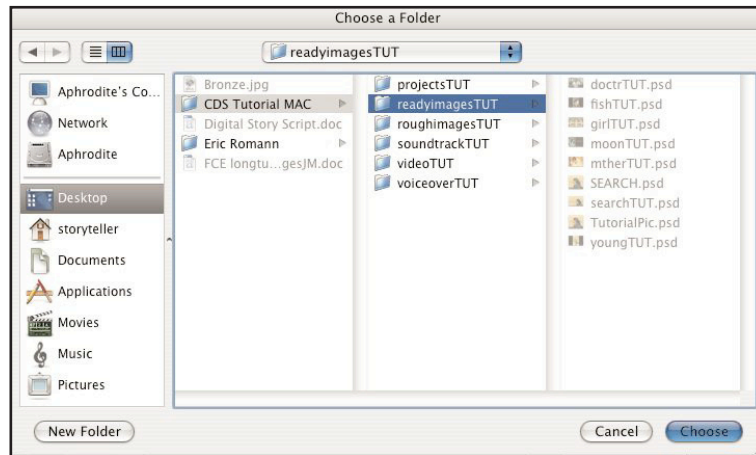 Choose a Folder
readyimagesTUT
Aphrodite's Co...
Network
Aphrodite
Desktop
storyteller
Documents
Applications
Movies
Music
Pictures
Bronze.jpg
CDS Tutorial MAC
Digital Story Script.doc
Eric Romann
FCE longtu...gesJM.doc
projectsTUT
readyimagesTUT
roughimagesTUT
soundtrackTUT
videoTUT
voiceoverTUT
doctrTUT.psd
fishTUT.psd
girlTUT.psd
moonTUT.psd
mtherTUT.psd
SEARCH.psd
searchTUT.psd
TutorialPic.psd
youngTUT.psd
New Folder
Cancel
Choose